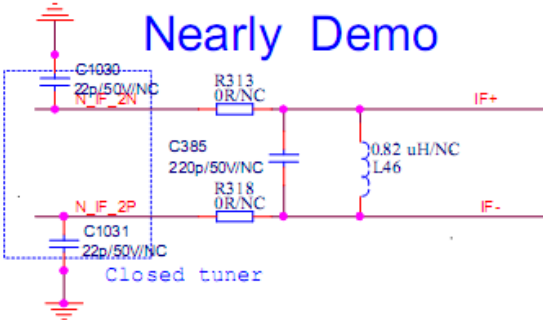 Nearly Demo
C1030
22p/50V/NC
N_IF_2N
R313
0R/NC
IF+
C385
220p/50V/NC
0.82 uH/NC
L46
R318
0R/NC
N_IF_2P
IF-
C1031
22p/50V/NC
Closed tuner